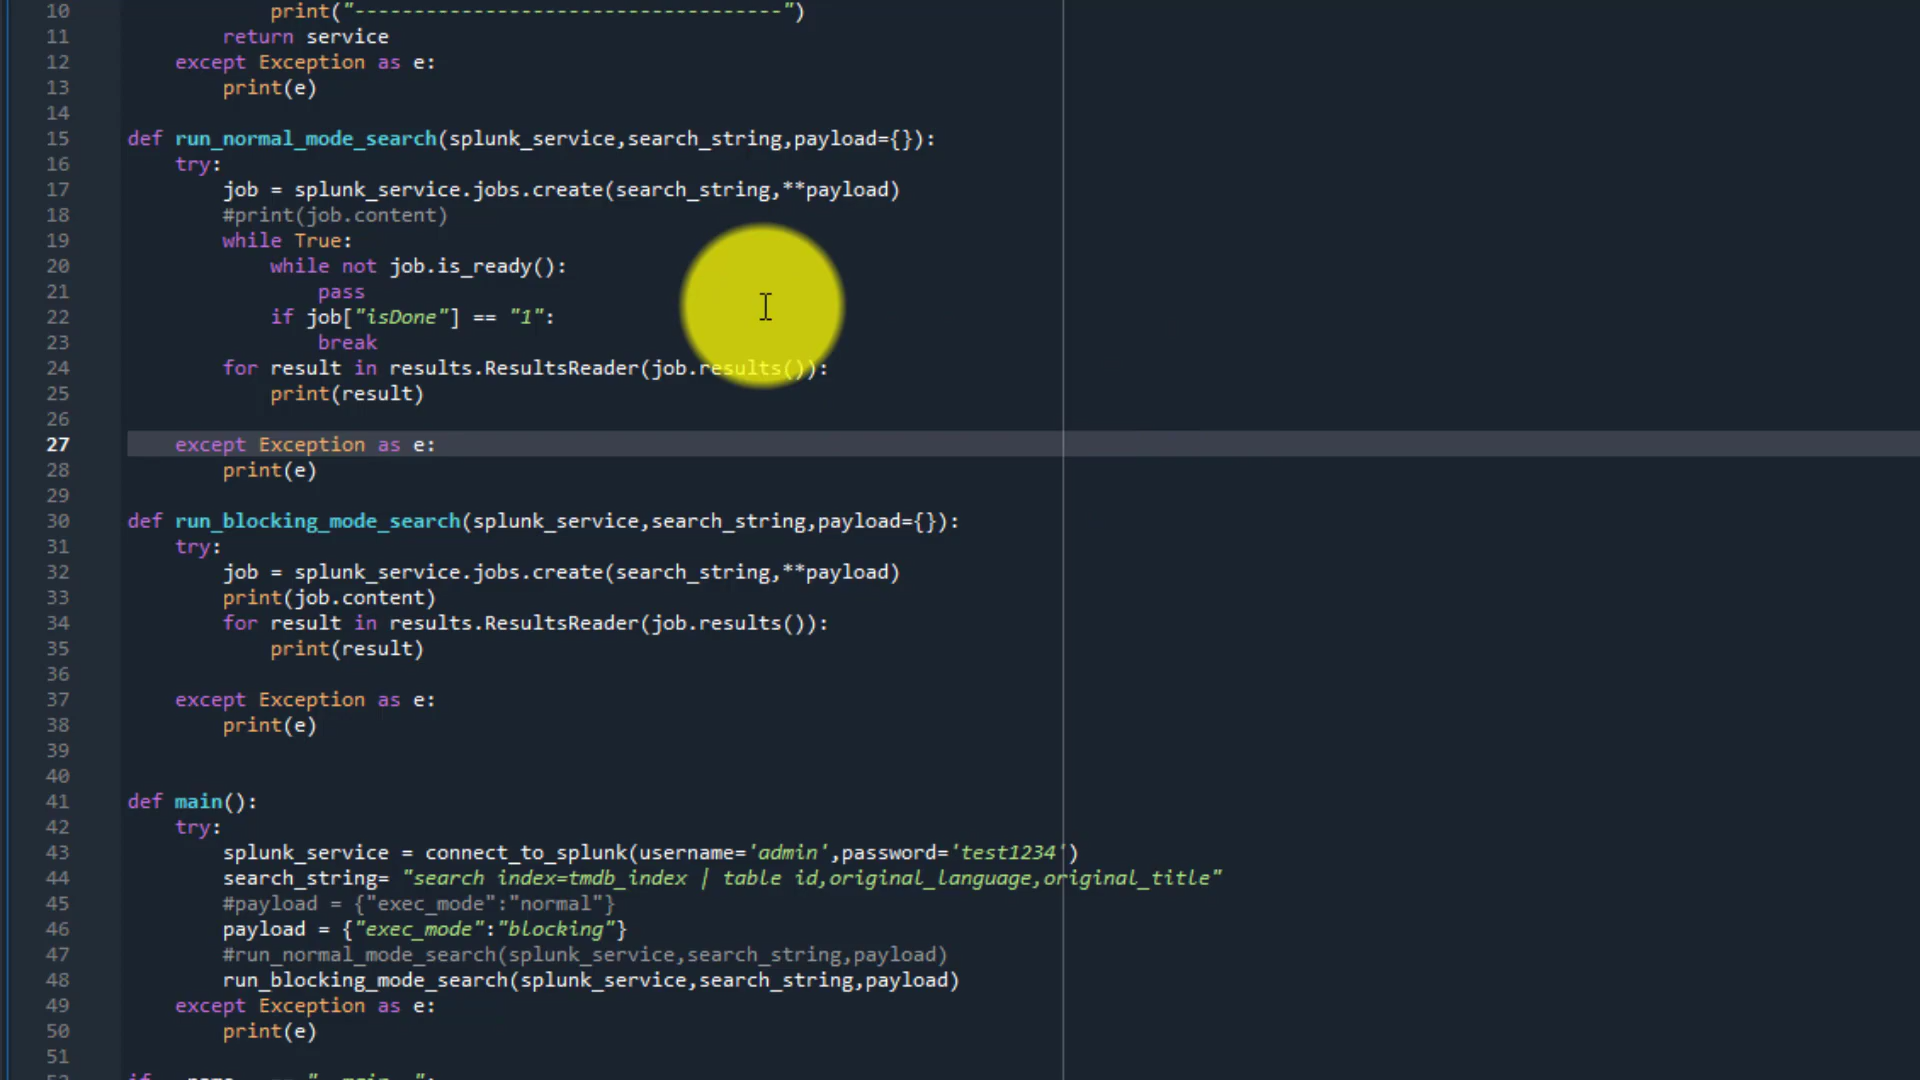 10 print("------------------------------------")
11 return service
12 except Exception as e:
13 print(e)
14
15 def run_normal_mode_search(splunk_service,search_string,payload={}):
16 try:
17 job = splunk_service.jobs.create(search_string,**payload)
18 #print(job.content)
19 while True:
20 while not job.is_ready():
21 pass
22 if job["isDone"] == "1":
23 break
24 for result in results.ResultsReader(job.results()):
25 print(result)
26
27 except Exception as e:
28 print(e)
29
30 def run_blocking_mode_search(splunk_service,search_string,payload={}):
31 try:
32 job = splunk_service.jobs.create(search_string,**payload)
33 print(job.content)
34 for result in results.ResultsReader(job.results()):
35 print(result)
36
37 except Exception as e:
38 print(e)
39
40
41 def main():
42 try:
43 splunk_service = connect_to_splunk(username='admin',password='test1234')
44 search_string= "search index=tmdb_index | table id,original_language,original_title"
45 #payload = {"exec_mode":"normal"}
46 payload = {"exec_mode":"blocking"}
47 #run_normal_mode_search(splunk_service,search_string,payload)
48 run_blocking_mode_search(splunk_service,search_string,payload)
49 except Exception as e:
50 print(e)
51